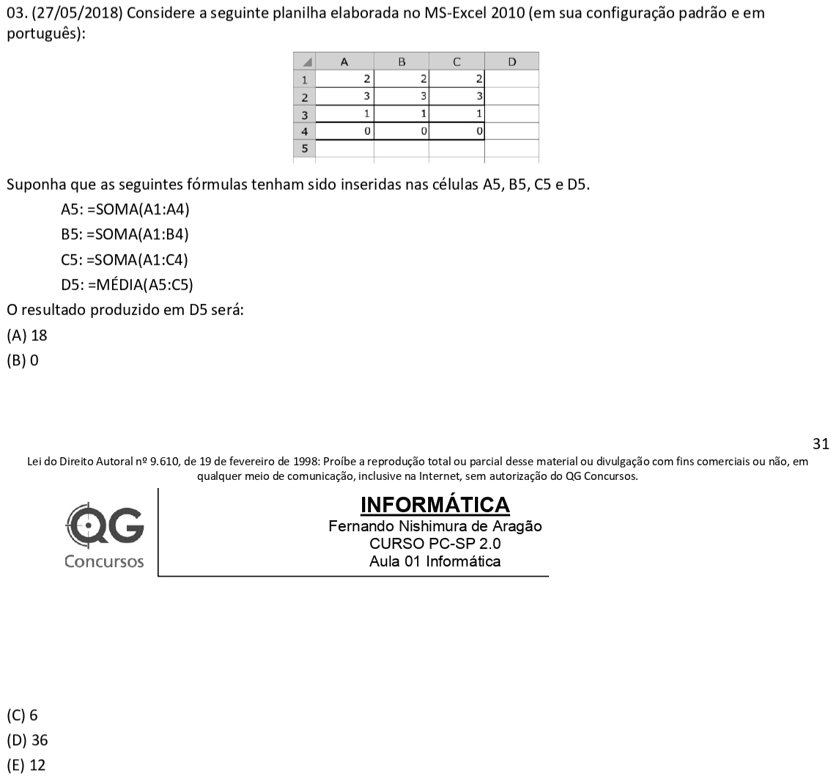 03. (27/05/2018) Considere a seguinte planilha elaborada no MS-Excel 2010 (em sua configuração padrão e em
português):
A B C D
1 2 2 2
2 3 3 3
3 1 1 1
4 0 0 0
5
Suponha que as seguintes fórmulas tenham sido inseridas nas células A5, B5, C5 e D5.
A5: =SOMA(A1:A4)
B5: =SOMA(A1:B4)
C5: =SOMA(A1:C4)
D5: =MÉDIA(A5:C5)
O resultado produzido em D5 será:
(A) 18
(B) 0
31
Lei do Direito Autoral nº 9.610, de 19 de fevereiro de 1998: Proíbe a reprodução total ou parcial desse material ou divulgação com fins comerciais ou não, em
qualquer meio de comunicação, inclusive na Internet, sem autorização do QG Concursos.
QG
Concursos
INFORMÁTICA
Fernando Nishimura de Aragão
CURSO PC-SP 2.0
Aula 01 Informática
(C) 6
(D) 36
(E) 12